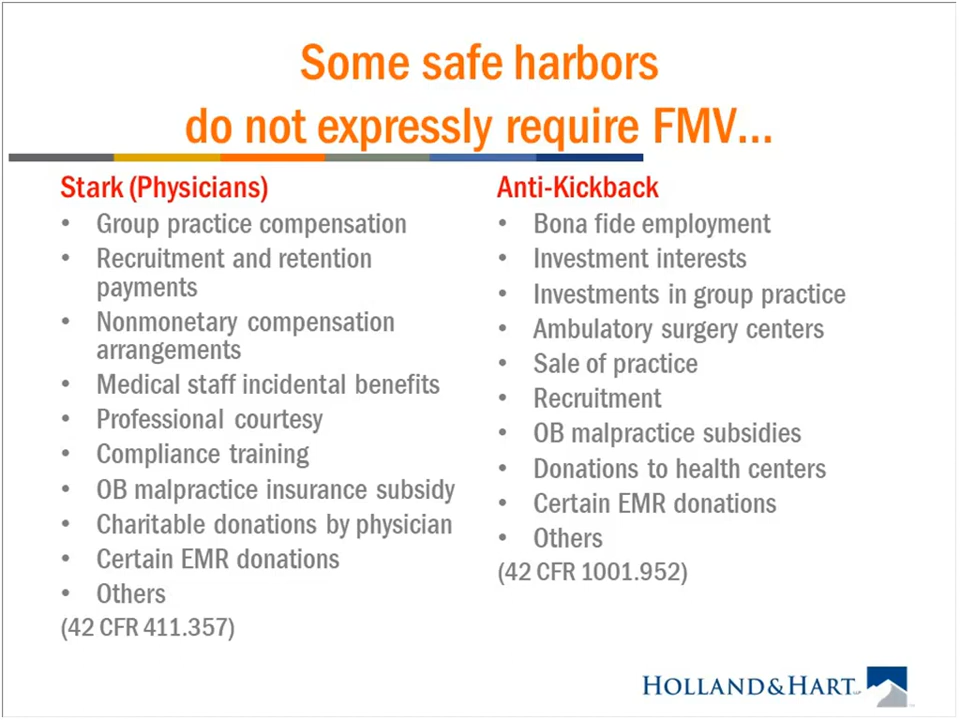 Some safe harbors
do not expressly require FMV...
Stark (Physicians)
• Group practice compensation
• Recruitment and retention
payments
• Nonmonetary compensation
arrangements
• Medical staff incidental benefits
• Professional courtesy
• Compliance training
• OB malpractice insurance subsidy
• Charitable donations by physician
• Certain EMR donations
• Others
(42 CFR 411.357)
Anti-Kickback
• Bona fide employment
• Investment interests
• Investments in group practice
• Ambulatory surgery centers
• Sale of practice
• Recruitment
• OB malpractice subsidies
• Donations to health centers
• Certain EMR donations
• Others
(42 CFR 1001.952)
HOLLAND & HART LLP